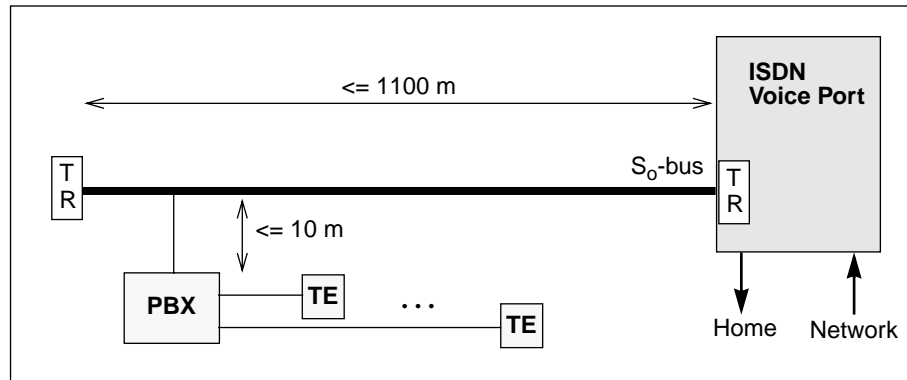 ISDN
Voice Port
<= 1100 m
So-bus
T
R
T
R
<= 10 m
PBX
TE
...
TE
Home
Network